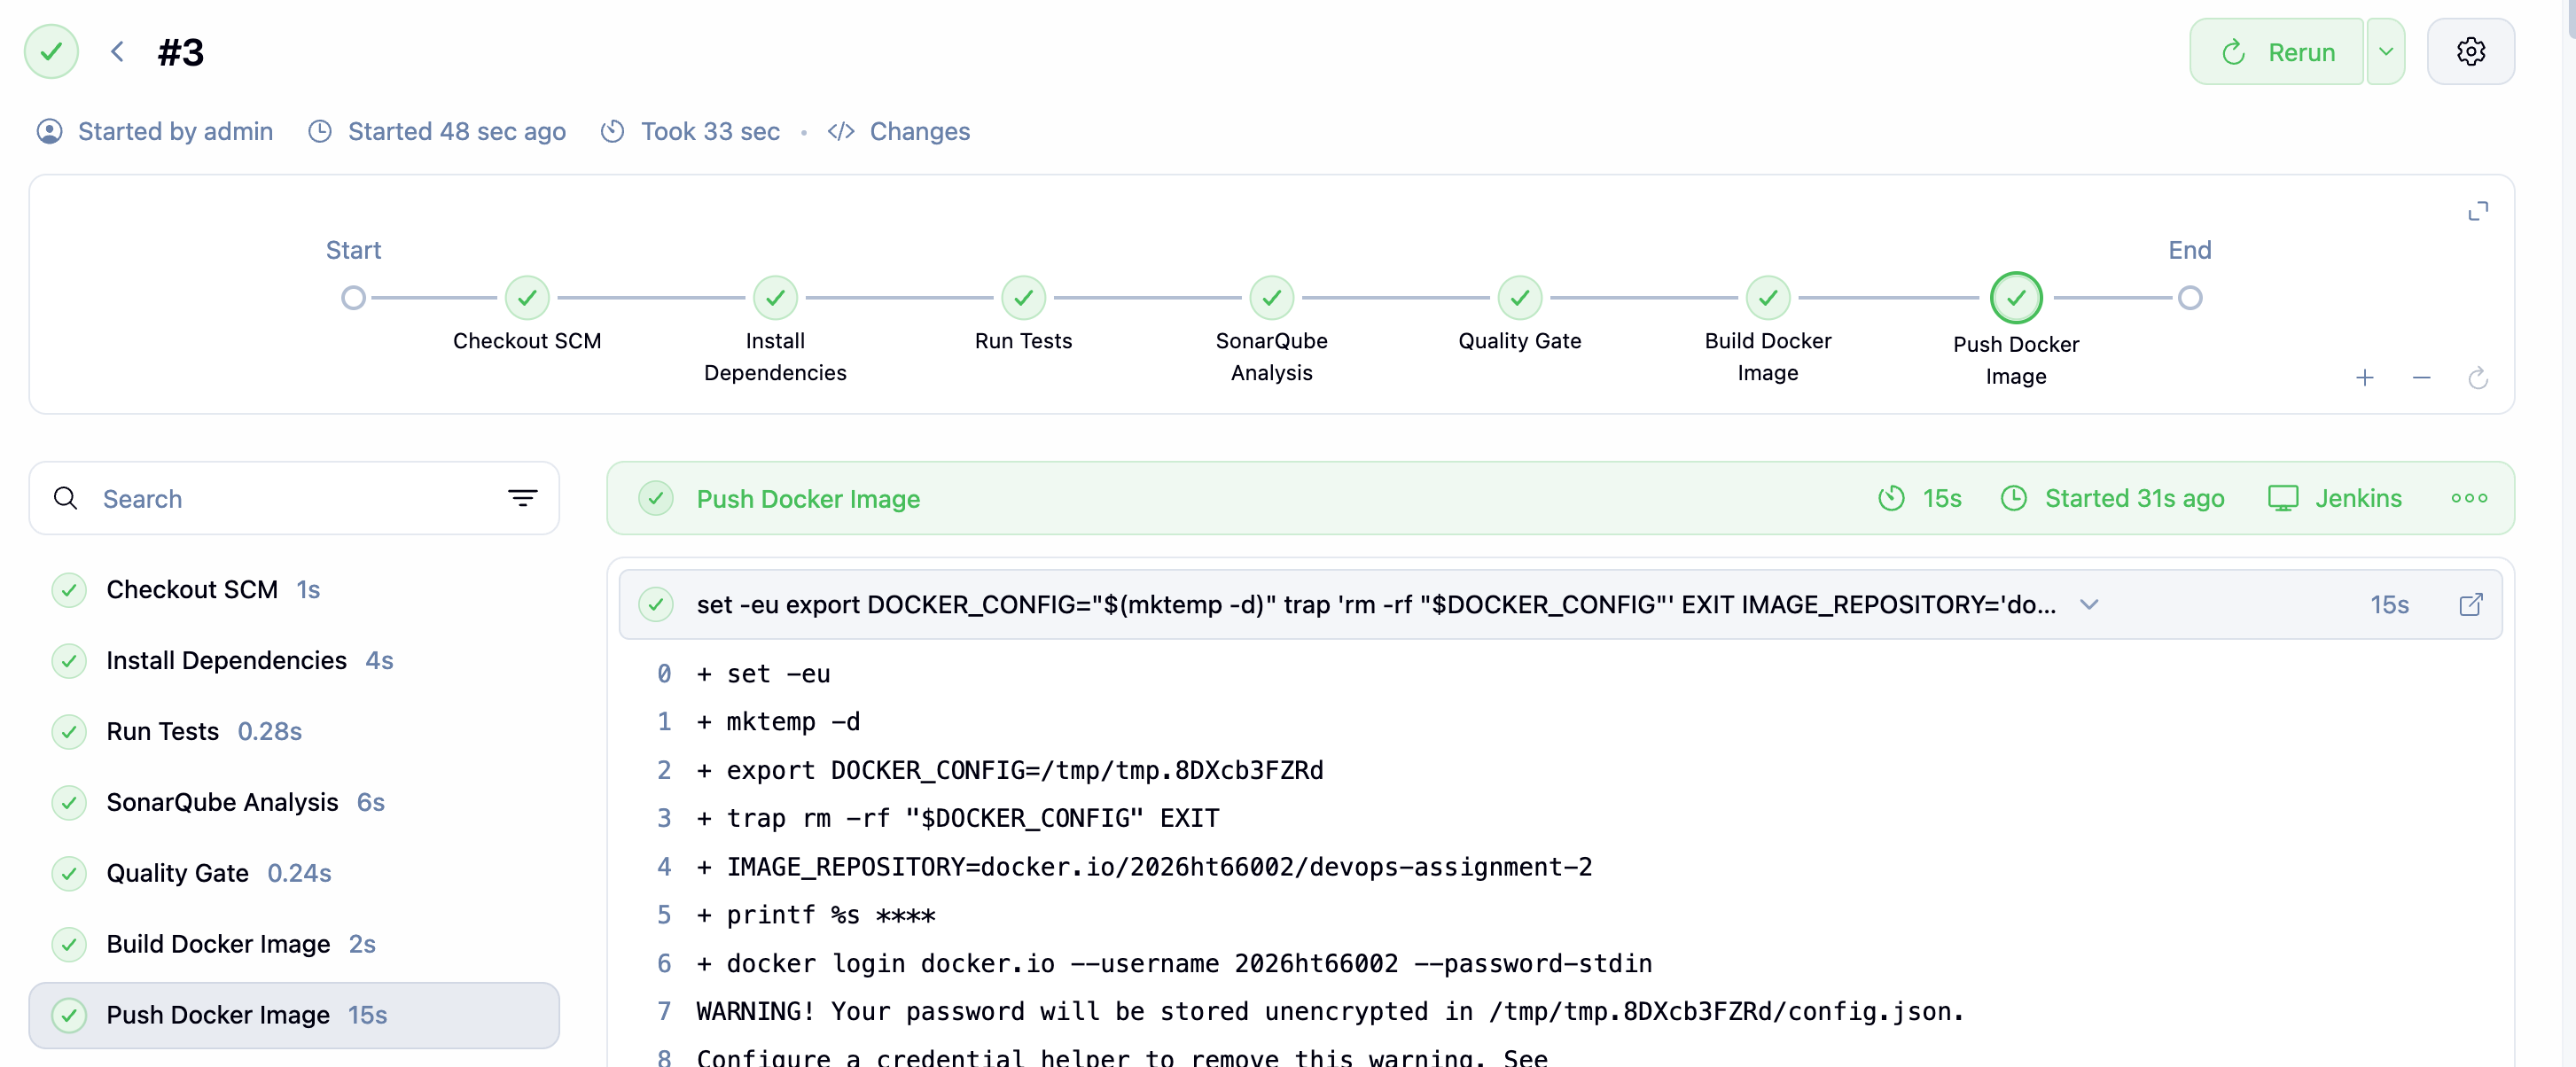 #3
Rerun
Started by admin
Started 48 sec ago
Took 33 sec
Changes
Start
End
Checkout SCM
Install
Dependencies
Run Tests
SonarQube
Analysis
Quality Gate
Build Docker
Image
Push Docker
Image
Search
Checkout SCM 1s
Install Dependencies 4s
Run Tests 0.28s
SonarQube Analysis 6s
Quality Gate 0.24s
Build Docker Image 2s
Push Docker Image 15s
Push Docker Image 15s Started 31s ago Jenkins
set -eu export DOCKER_CONFIG="$(mktemp -d)" trap 'rm -rf "$DOCKER_CONFIG"' EXIT IMAGE_REPOSITORY='do... 15s
0 + set -eu
1 + mktemp -d
2 + export DOCKER_CONFIG=/tmp/tmp.8DXcb3FZRd
3 + trap rm -rf "$DOCKER_CONFIG" EXIT
4 + IMAGE_REPOSITORY=docker.io/2026ht66002/devops-assignment-2
5 + printf %s ****
6 + docker login docker.io --username 2026ht66002 --password-stdin
7 WARNING! Your password will be stored unencrypted in /tmp/tmp.8DXcb3FZRd/config.json.
8 Configure a credential helper to remove this warning. See